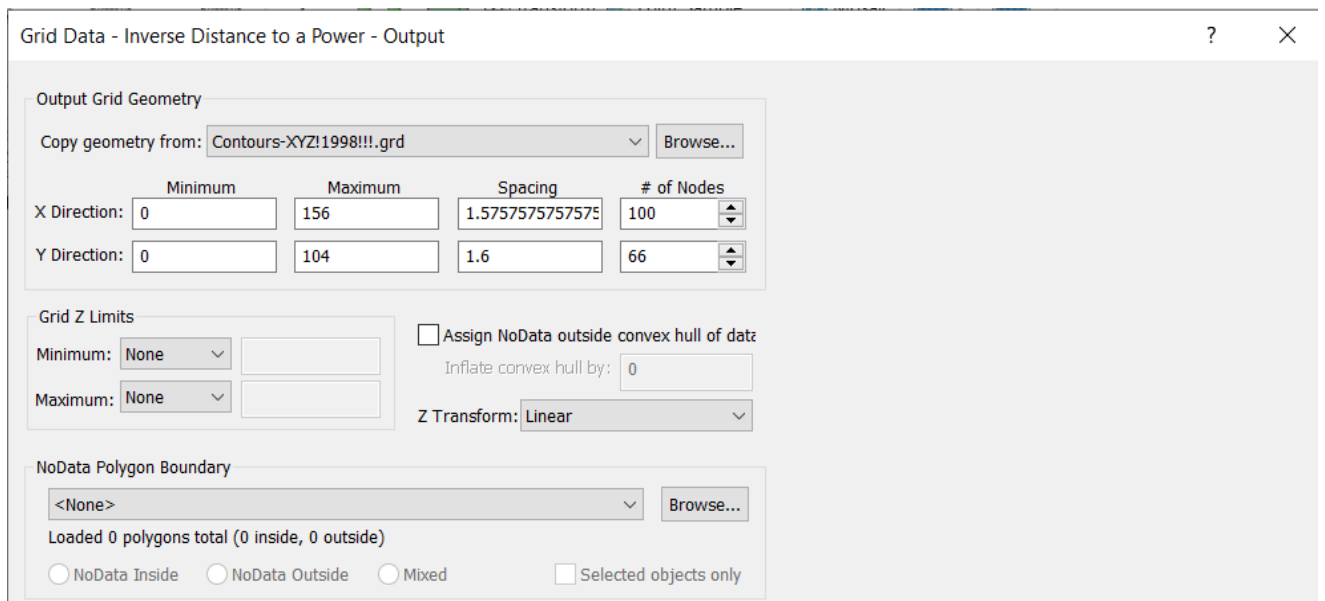 Grid Data - Inverse Distance to a Power - Output ?
Output Grid Geometry
Copy geometry from: Contours-XYZ!1998!!!.grd Browse...
Minimum Maximum Spacing # of Nodes
X Direction: 0 156 1.5757575757575 100
Y Direction: 0 104 1.6 66
Grid Z Limits
Minimum: None
Maximum: None
Assign NoData outside convex hull of data
Inflate convex hull by: 0
Z Transform: Linear
NoData Polygon Boundary
<None> Browse...
Loaded 0 polygons total (0 inside, 0 outside)
NoData Inside NoData Outside Mixed Selected objects only